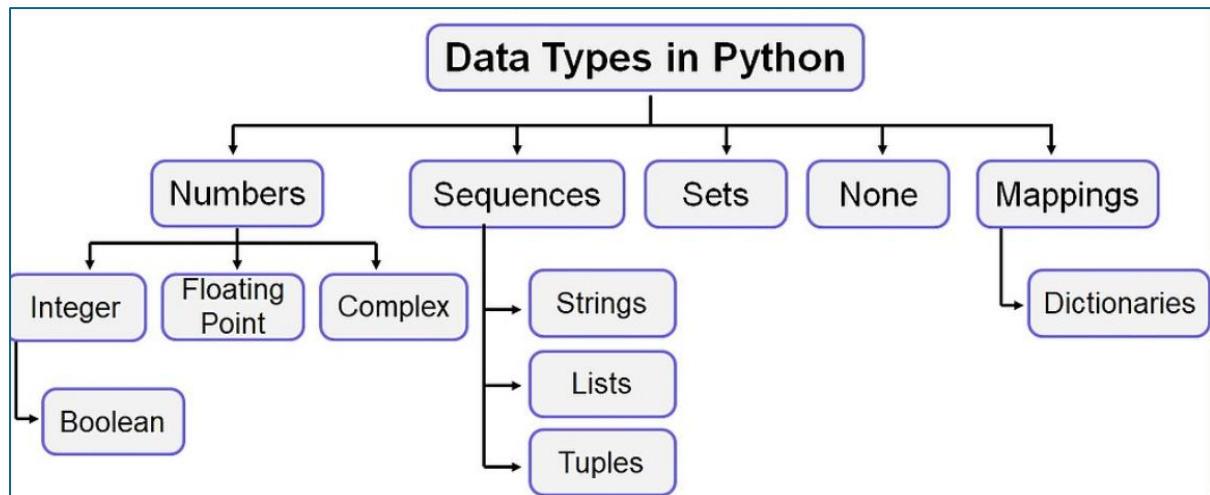 Data Types in Python
Numbers
Sequences
Sets
None
Mappings
Integer
Floating
Point
Complex
Strings
Dictionaries
Lists
Boolean
Tuples